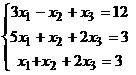 3x₁ − x₂ + x₃ = 12
5x₁ + x₂ + 2x₃ = 3
x₁+x₂ + 2x₃ = 3